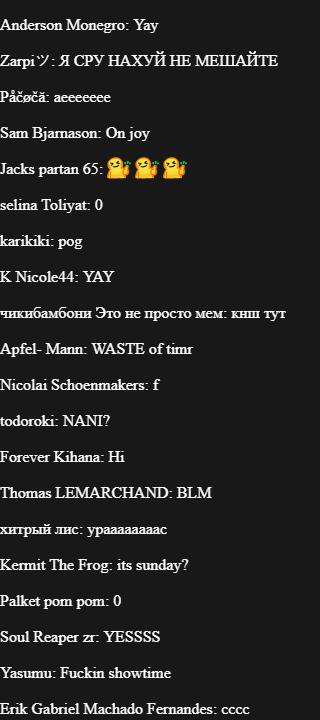 Anderson Monegro: Yay
Zarpiツ: Я СРУ НАХУЙ НЕ МЕШАЙТЕ
Påčøčă: aeeeeeee
Sam Bjarnason: On joy
Jacks partan 65:
selina Toliyat: 0
karikiki: pog
K Nicole44: YAY
чикибамбони Это не просто мем: кнш тут
Apfel- Mann: WASTE of timr
Nicolai Schoenmakers: f
todoroki: NANI?
Forever Kihana: Hi
Thomas LEMARCHAND: BLM
хитрый лис: ураааааааас
Kermit The Frog: its sunday?
Palket pom pom: 0
Soul Reaper zr: YESSSS
Yasumu: Fuckin showtime
Erik Gabriel Machado Fernandes: cccc